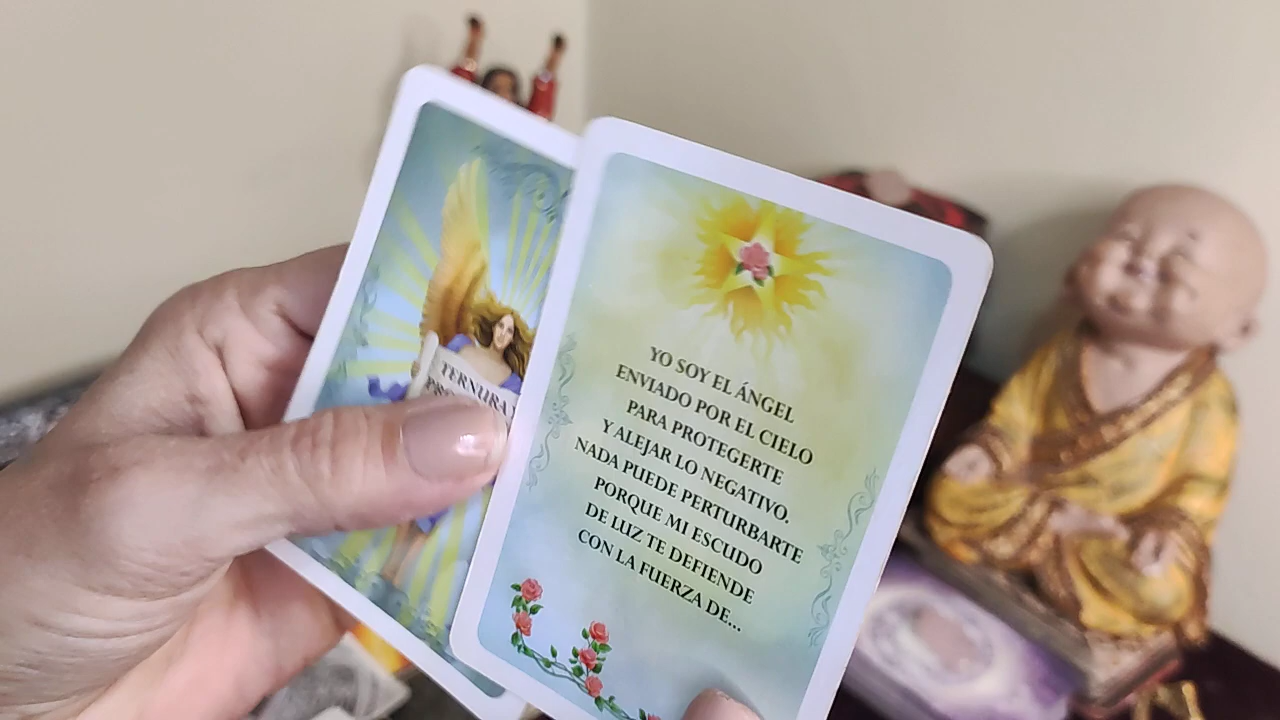 TERNURA
YO SOY EL ÁNGEL
ENVIADO POR EL CIELO
PARA PROTEGERTE
Y ALEJAR LO NEGATIVO.
NADA PUEDE PERTURBARTE
PORQUE MI ESCUDO
DE LUZ TE DEFIENDE
CON LA FUERZA DE...